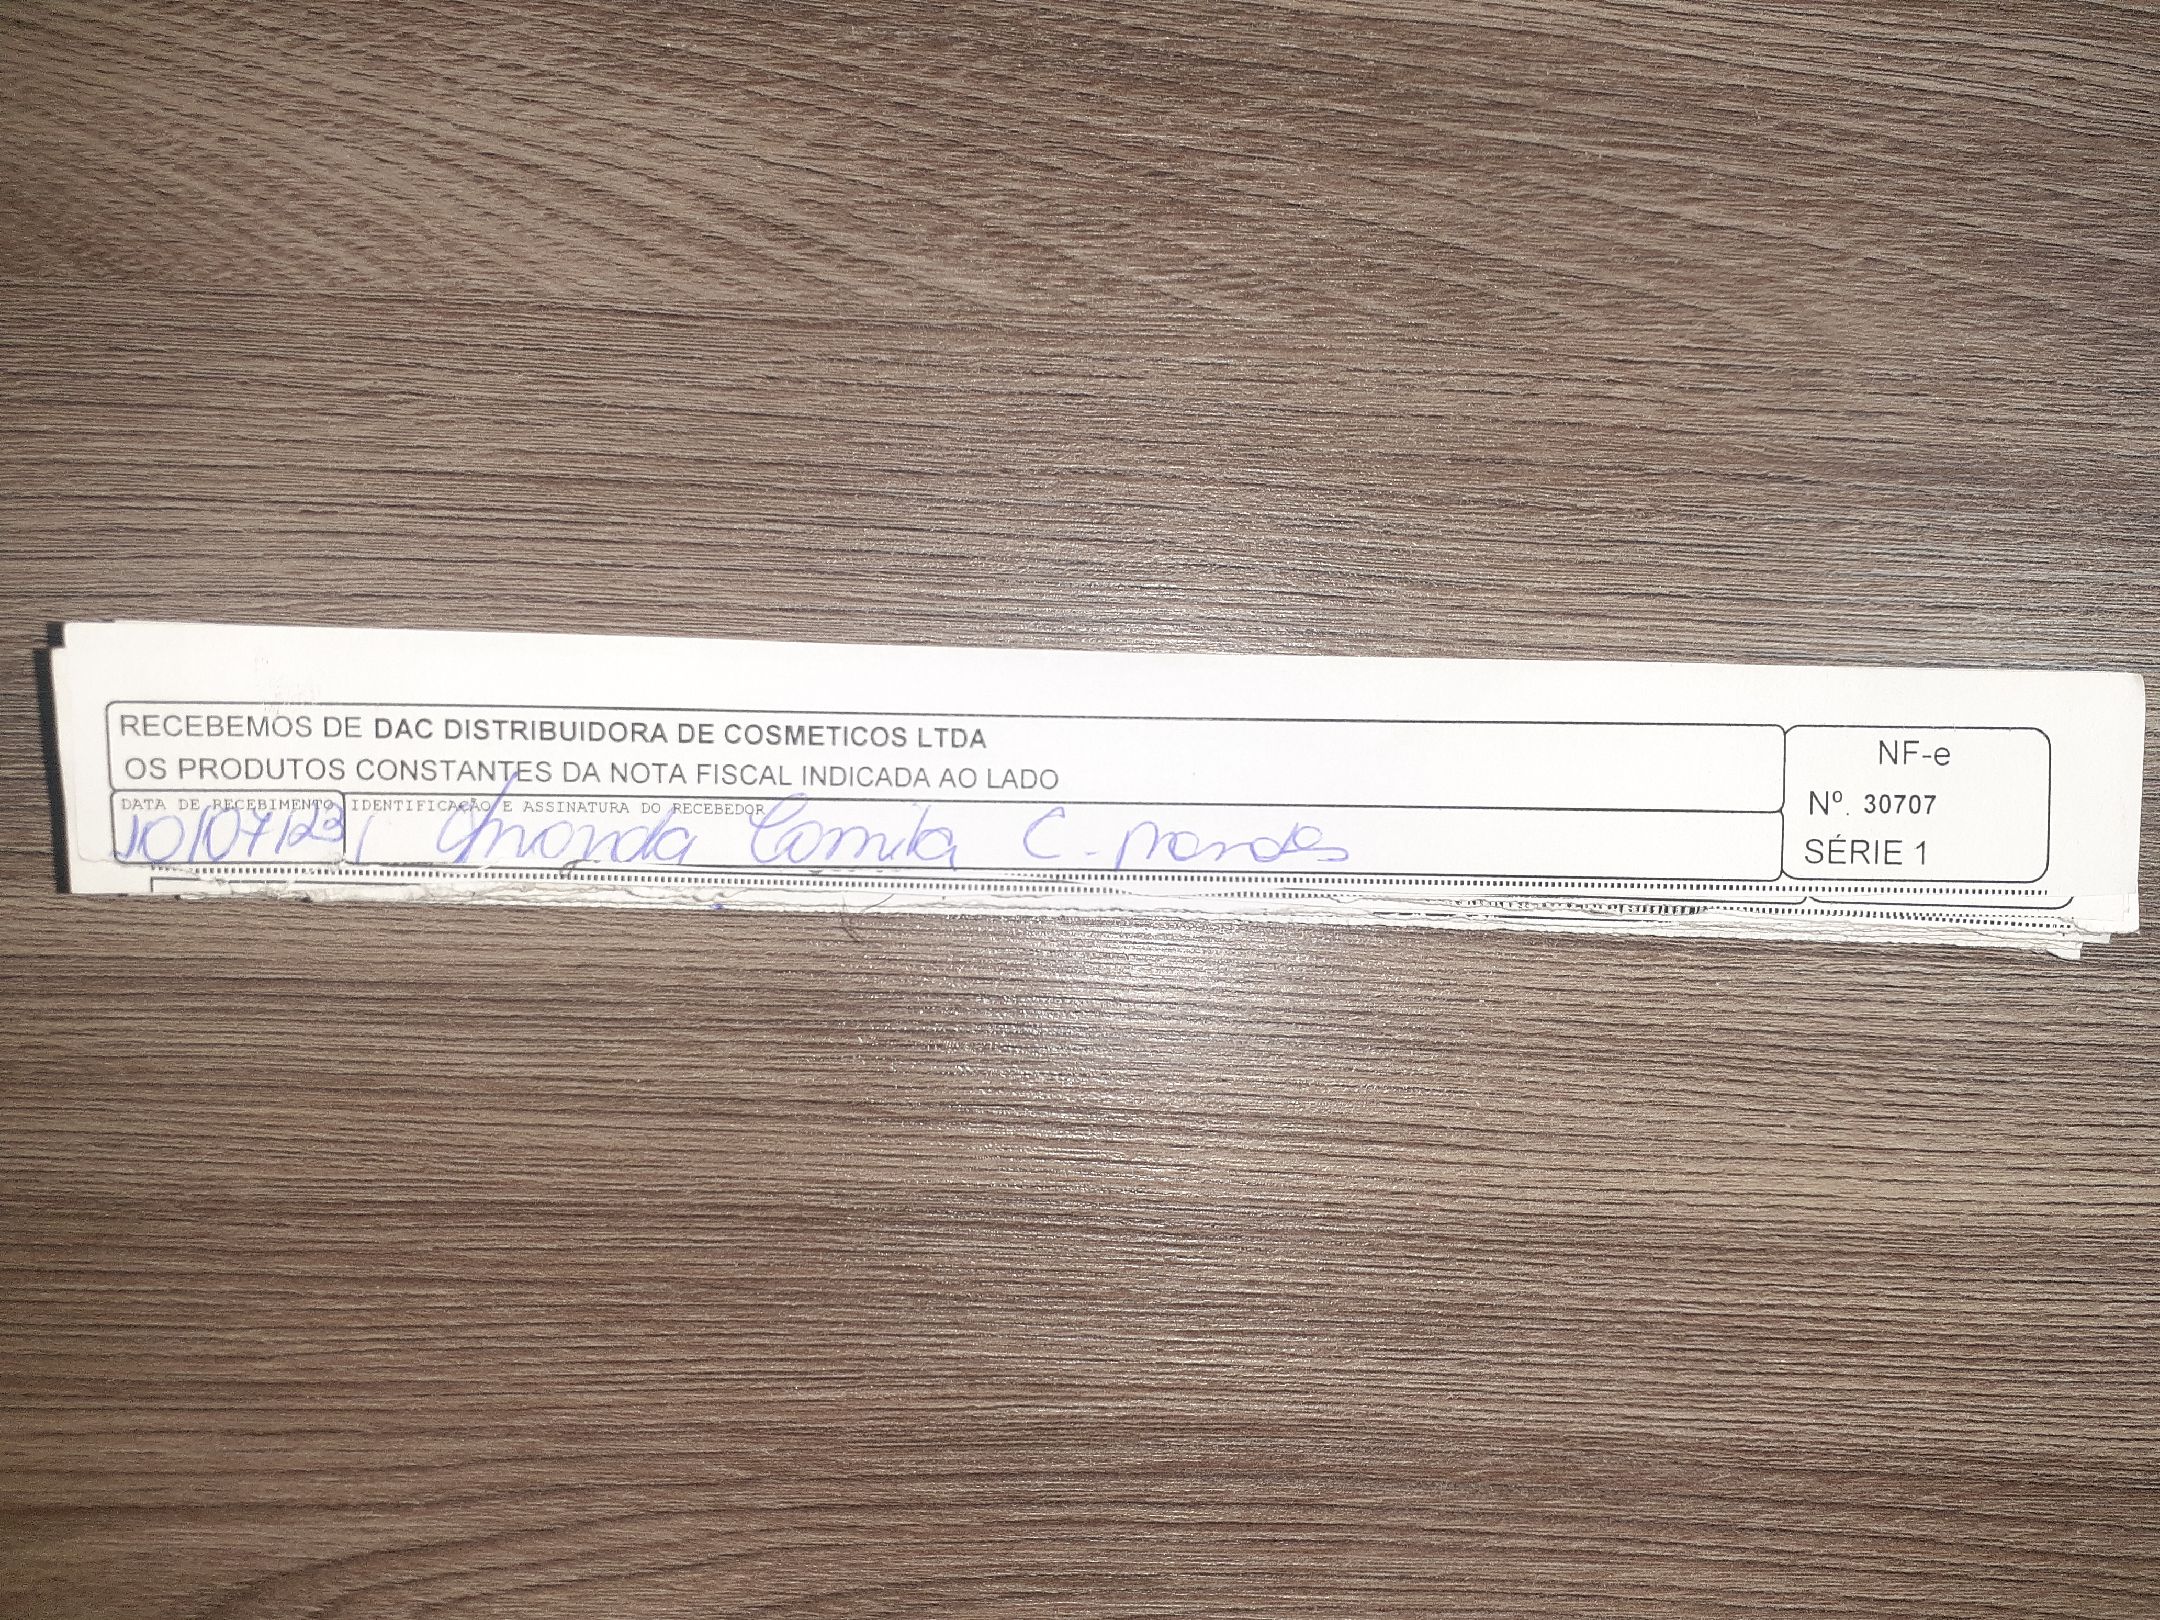 RECEBEMOS DE DAC DISTRIBUIDORA DE COSMETICOS LTDA
OS PRODUTOS CONSTANTES DA NOTA FISCAL INDICADA AO LADO
DATA DE RECEBIMENTO
10/07/23
IDENTIFICAÇÃO E ASSINATURA DO RECEBEDOR
Amanda Camila C.
NF-e
Nº. 30707
SÉRIE 1